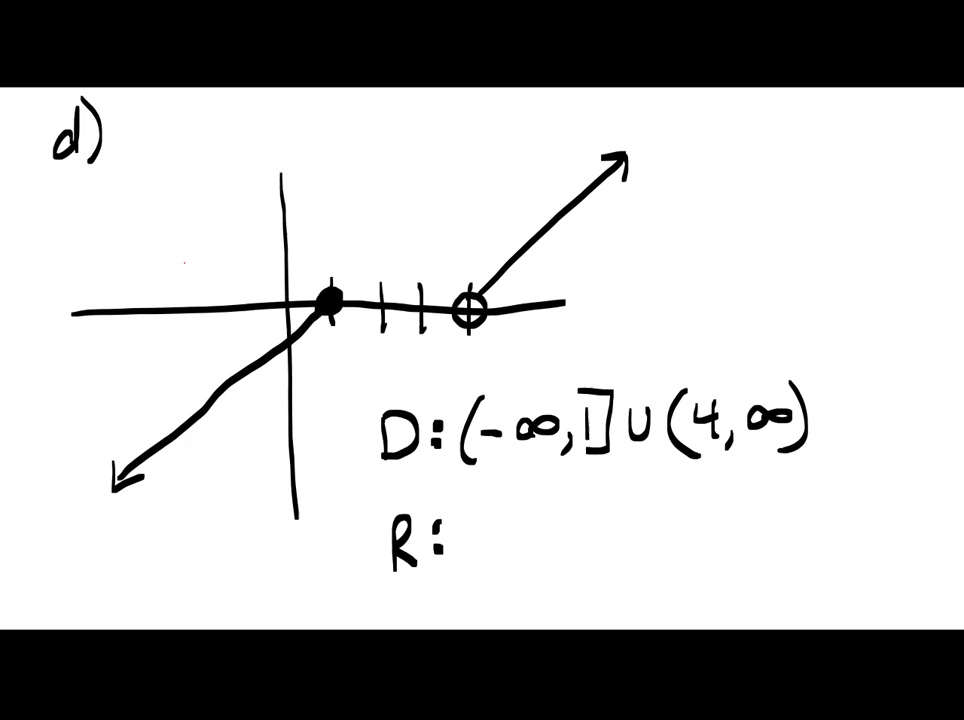 d)
D: (-∞, 1] ∪ (4, ∞)
R: